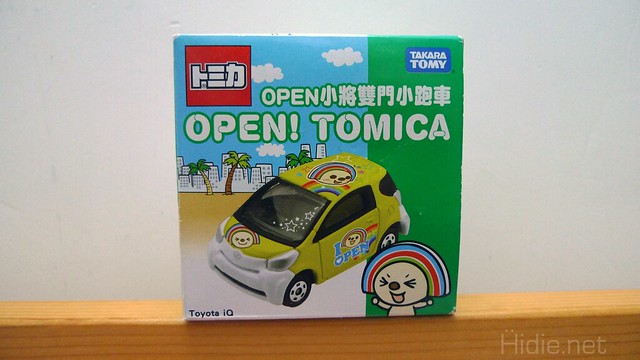 トミカ
TAKARA
TOMY
OPEN小將雙門小跑車
OPEN! TOMICA
I
OPEN
Toyota iQ
Hidie.net